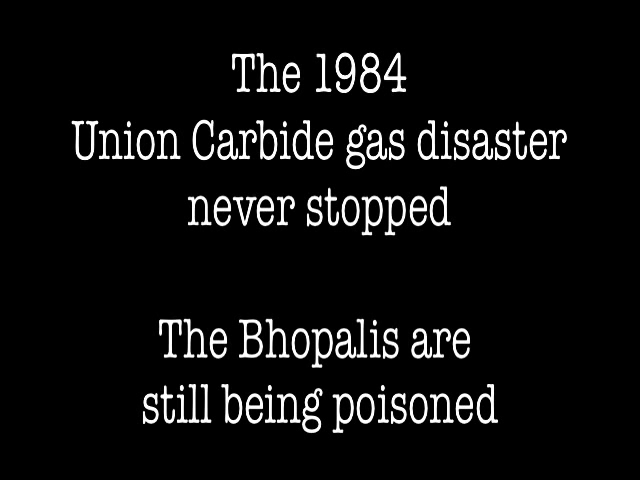 The 1984
Union Carbide gas disaster
never stopped
The Bhopalis are
still being poisoned